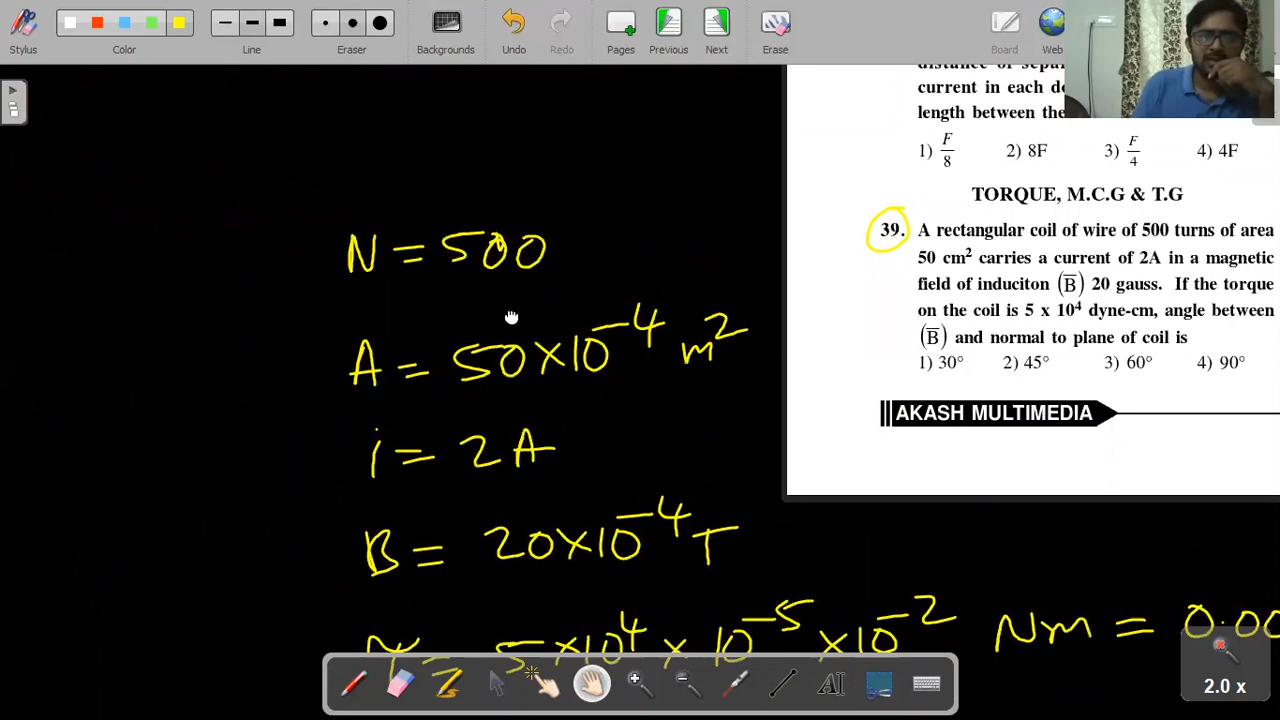 Stylus
Color
Line
Eraser
Backgrounds
Undo
Redo
Pages
Previous
Next
Erase
Board
Web
current in each
length between the
1) F/8 2) 8F 3) F/4 4) 4F
TORQUE, M.C.G & T.G
39. A rectangular coil of wire of 500 turns of area
50 cm² carries a current of 2A in a magnetic
field of induciton (B̅) 20 gauss. If the torque
on the coil is 5 x 10⁴ dyne-cm, angle between
(B̅) and normal to plane of coil is
1) 30° 2) 45° 3) 60° 4) 90°
AKASH MULTIMEDIA
N = 500
A = 50×10⁻⁴ m²
i = 2A
B = 20×10⁻⁴ T
= 5×10⁴ × 10⁻⁵ × 10⁻² Nm = 0.00
2.0 x